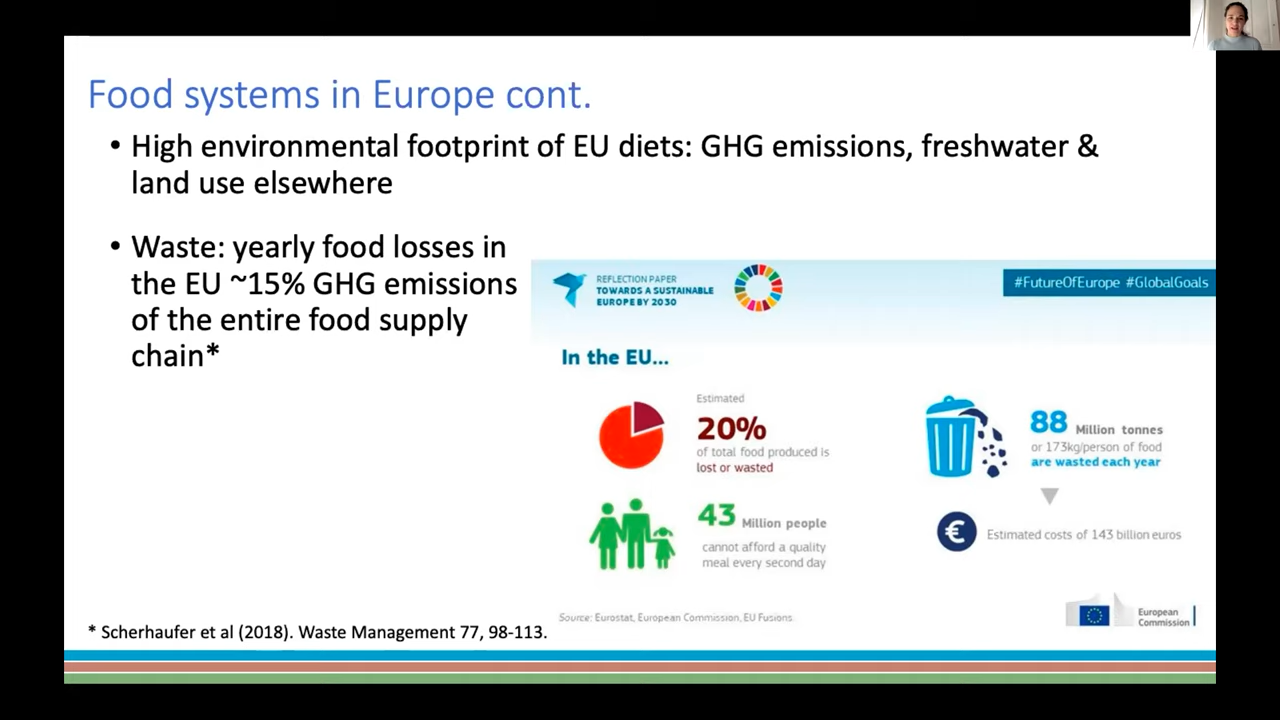 Food systems in Europe cont.
• High environmental footprint of EU diets: GHG emissions, freshwater &
land use elsewhere
• Waste: yearly food losses in
the EU ~15% GHG emissions
of the entire food supply
chain*
REFLECTION PAPER
TOWARDS A SUSTAINABLE
EUROPE BY 2030
#FutureOfEurope #GlobalGoals
In the EU...
Estimated
20%
of total food produced is
lost or wasted
88 Million tonnes
or 173kg/person of food
are wasted each year
43 Million people
cannot afford a quality
meal every second day
€
Estimated costs of 143 billion euros
Source: Eurostat, European Commission, EU Fusions.
European
Commission
* Scherhaufer et al (2018). Waste Management 77, 98-113.